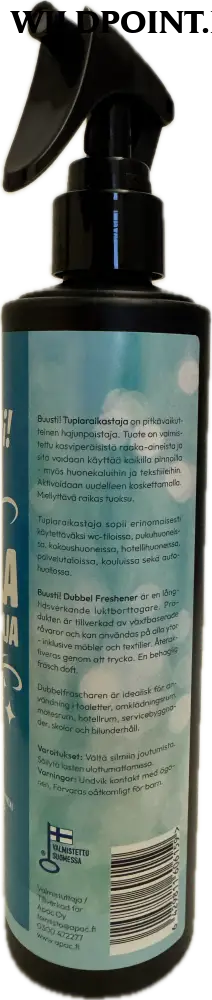 WILDPOINT.
Buusti! Tuplaraikastaja on pitkävaikut-
teinen hajunpoistaja. Tuote on valmis-
tettu kasviperäisistä raaka-aineista ja
sitä voidaan käyttää kaikilla pinnoilla
- myös huonekaluihin ja tekstiileihin.
Aktivoidaan uudelleen koskettamalla.
Miellyttävä raikas tuoksu.
Tuplaraikastaja sopii erinomaisesti
käytettäväksi wc-tiloissa, pukuhuoneis-
sa, kokoushuoneissa, hotellihuoneissa,
palvelutaloissa, kouluissa sekä auto-
huolloissa.
Buusti! Dubbel Freshener är en lång-
tidsverkande luktborttagare. Pro-
dukten är tillverkad av växtbaserade
råvaror och kan användas på alla ytor
- inklusive möbler och textilier. Återak-
tiveras genom att trycka. En behaglig
fräsch doft.
Dubbelfräscharen är idealisk för an-
vändning i toaletter, omklädningsrum,
mötesrum, hotellrum, servicebyggna-
der, skolor och bilunderhåll.
Varoitukset: Vältä silmiin joutumista.
Säilytä lasten ulottumattomissa.
Varningar: Undvik kontakt med ögo-
nen. Förvaras oåtkomligt för barn.
VALMISTETTU
SUOMESSA
Valmistuttaja /
Tillverkad för
Apac Oy
toimisto@apac.fi
0300 472277
www.apac.fi